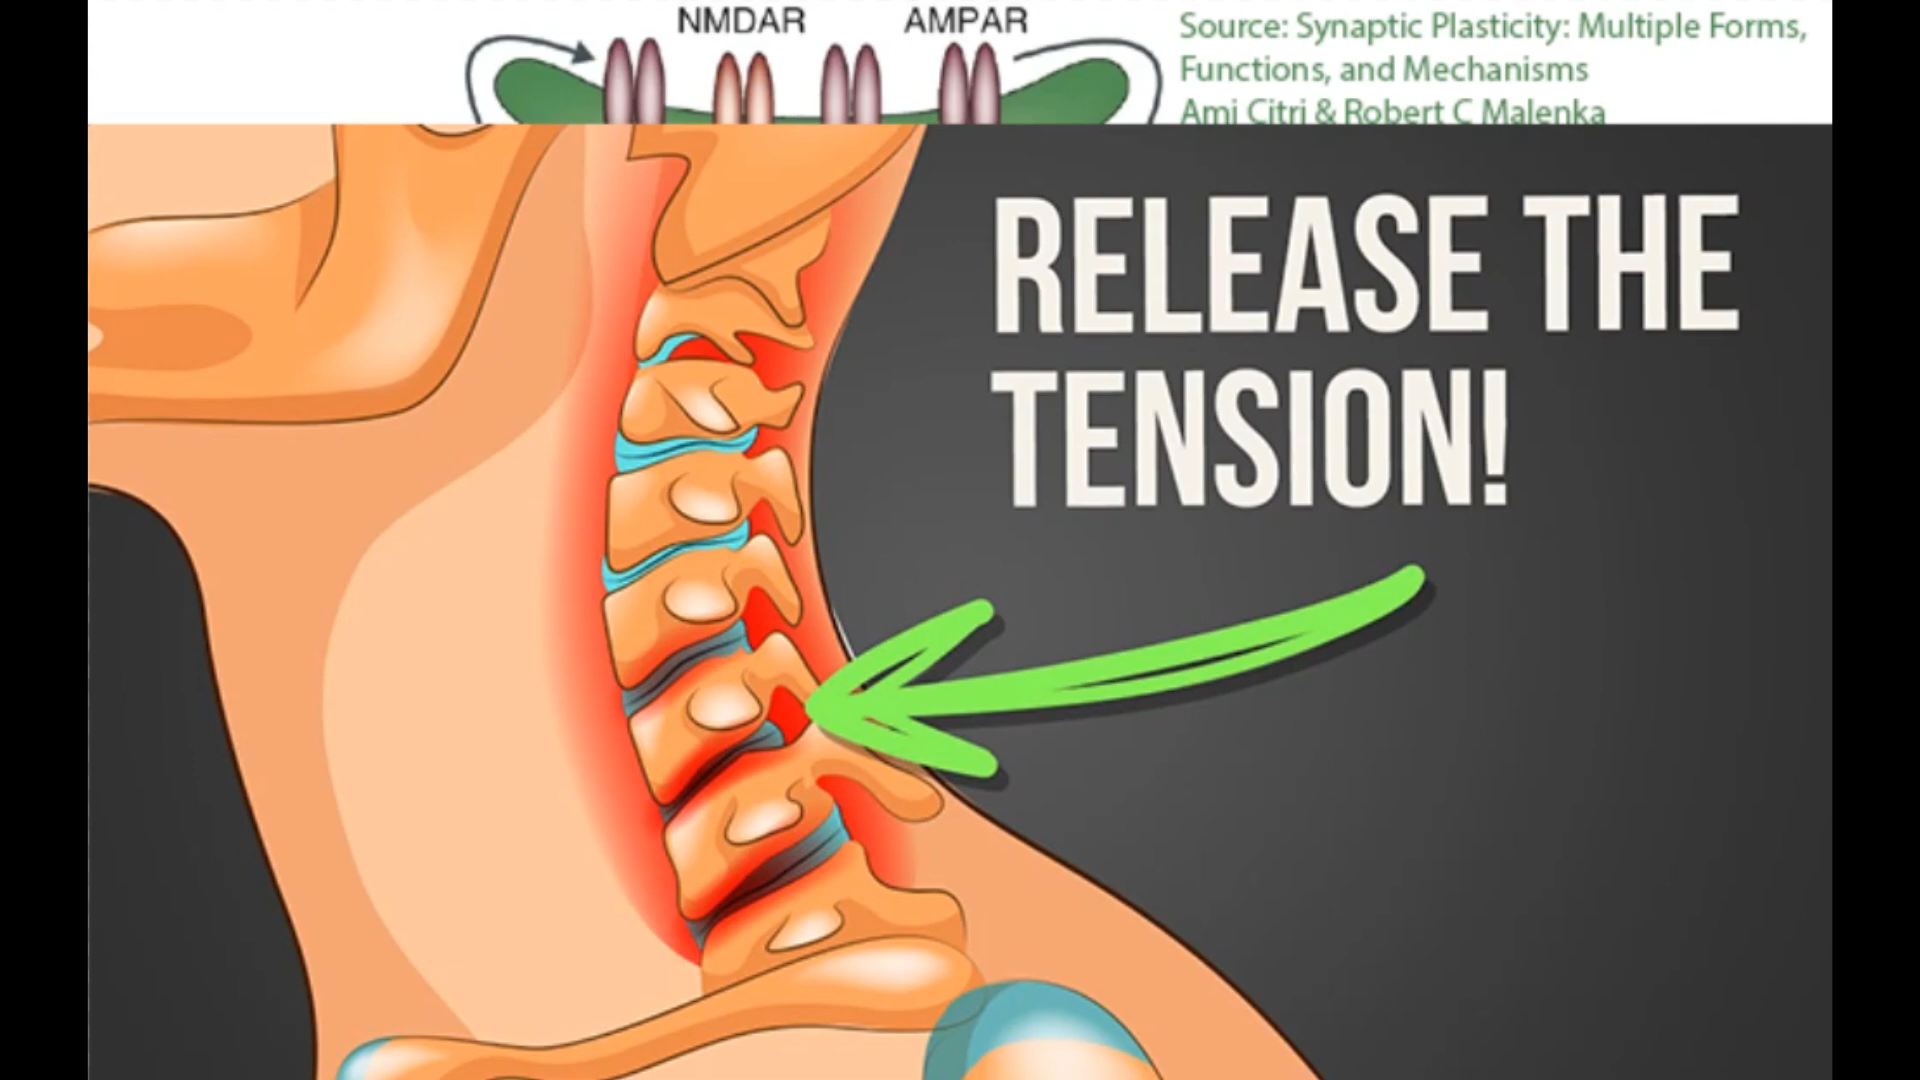 NMDAR AMPAR
Source: Synaptic Plasticity: Multiple Forms,
Functions, and Mechanisms
Ami Citri & Robert C Malenka
RELEASE THE
TENSION!